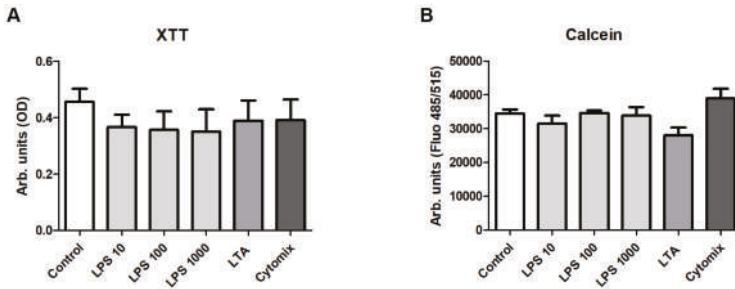 A
XTT
Arb. units (OD)
0.6
0.4
0.2
0.0
Control
LPS 10
LPS 100
LPS 1000
LTA
Cytomix
B
Calcein
Arb. units (Fluo 485/515)
50000
40000
30000
20000
10000
0
Control
LPS 10
LPS 100
LPS 1000
LTA
Cytomix